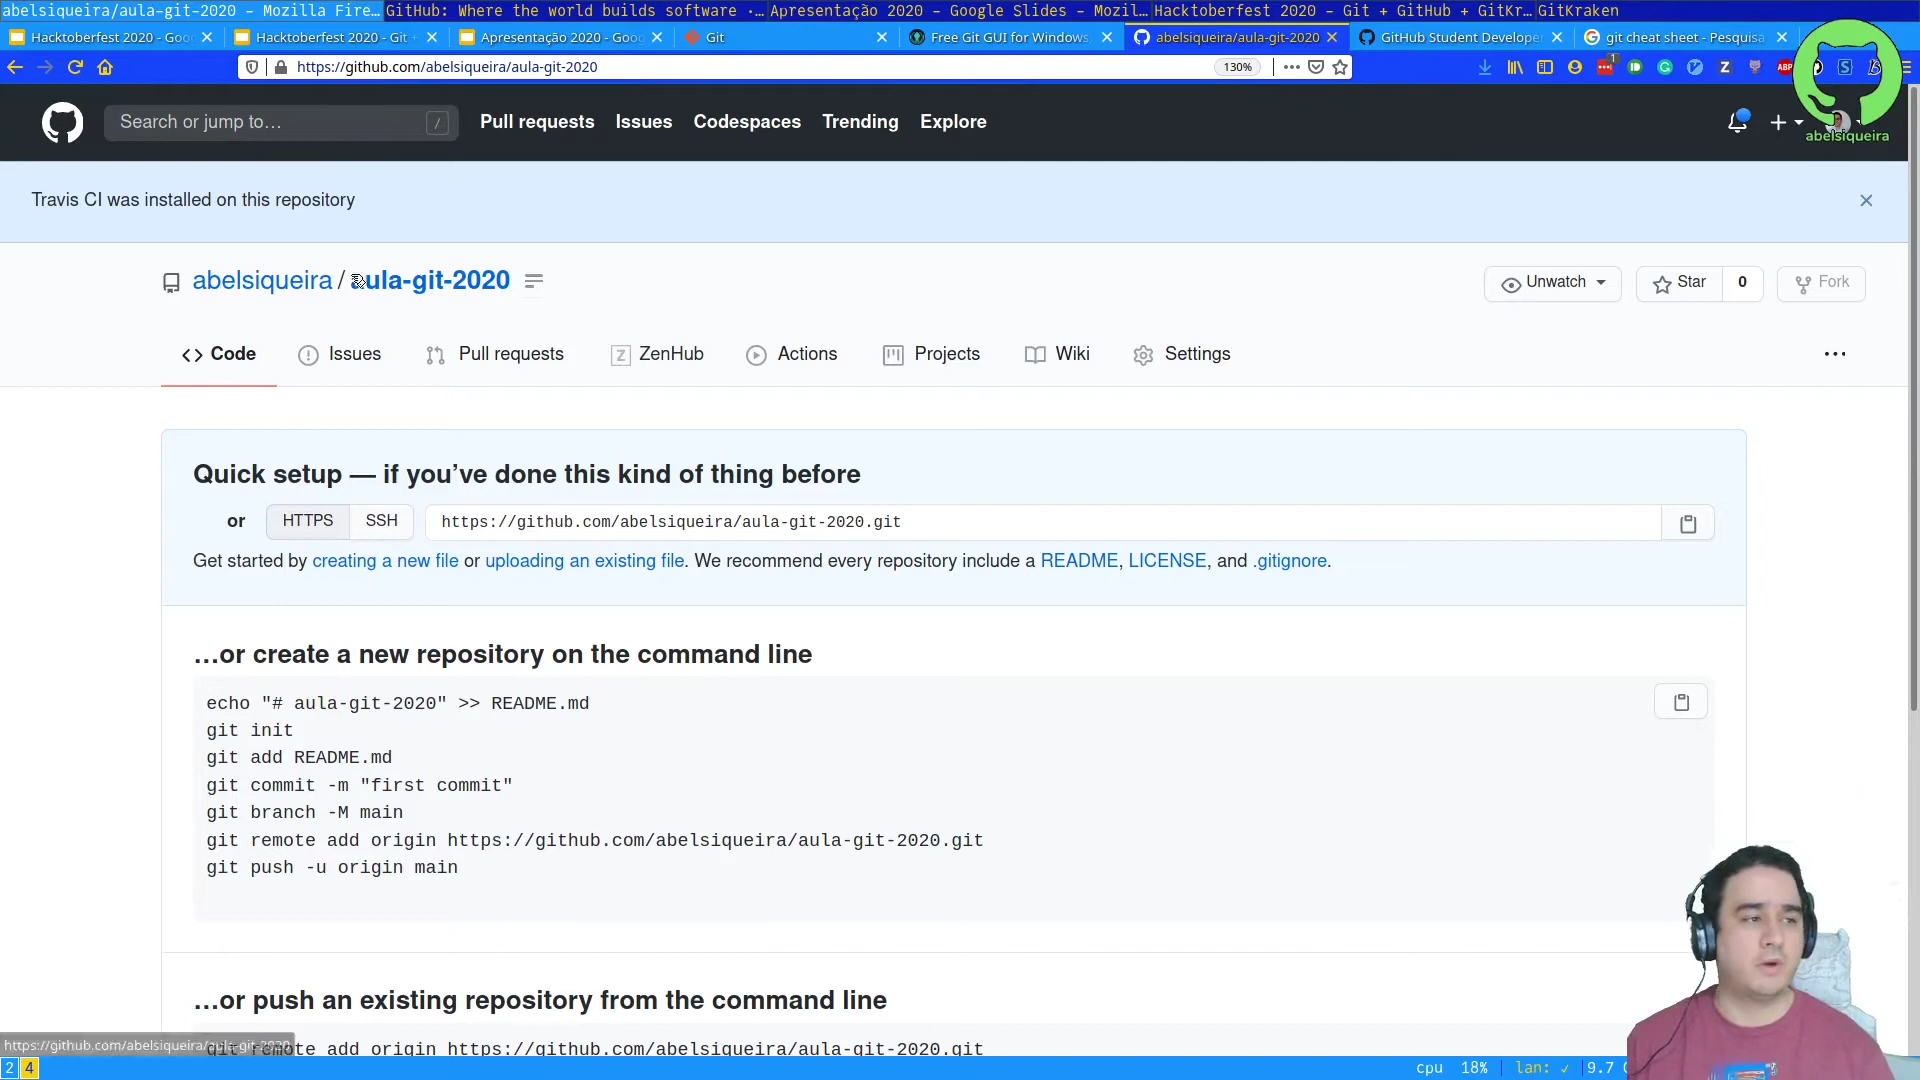 abelsiqueira/aula-git-2020 – Mozilla Fire… GitHub: Where the world builds software ·… Apresentação 2020 – Google Slides – Mozil… Hacktoberfest 2020 – Git + GitHub + GitKr… GitKraken
Hacktoberfest 2020 - Goo Hacktoberfest 2020 - Git Apresentação 2020 - Goog Git Free Git GUI for Windows abelsiqueira/aula-git-2020 GitHub Student Develope git cheat sheet - Pesquisa
https://github.com/abelsiqueira/aula-git-2020 130%
Search or jump to… / Pull requests Issues Codespaces Trending Explore
abelsiqueira
Travis CI was installed on this repository
abelsiqueira / aula-git-2020 Unwatch Star 0 Fork
Code Issues Pull requests ZenHub Actions Projects Wiki Settings
Quick setup — if you’ve done this kind of thing before
or HTTPS SSH https://github.com/abelsiqueira/aula-git-2020.git
Get started by creating a new file or uploading an existing file. We recommend every repository include a README, LICENSE, and .gitignore.
…or create a new repository on the command line
echo "# aula-git-2020" >> README.md
git init
git add README.md
git commit -m "first commit"
git branch -M main
git remote add origin https://github.com/abelsiqueira/aula-git-2020.git
git push -u origin main
…or push an existing repository from the command line
https://github.com/abelsiqueira/aula-git-2020
git remote add origin https://github.com/abelsiqueira/aula-git-2020.git
2 4 cpu 18% lan: ✓ 9.7